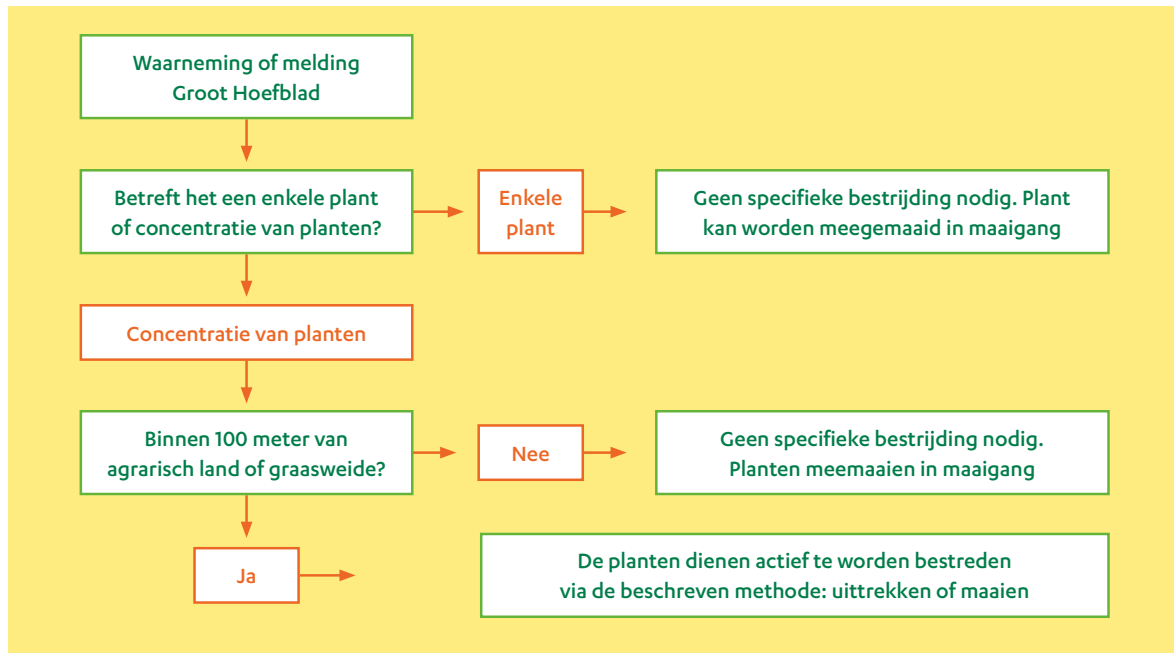 Waarneming of melding
Groot Hoefblad
Betreft het een enkele plant
of concentratie van planten?
Enkele
plant
Geen specifieke bestrijding nodig. Plant
kan worden meegemaaid in maaigang
Concentratie van planten
Binnen 100 meter van
agrarisch land of graasweide?
Nee
Geen specifieke bestrijding nodig.
Planten meemaaien in maaigang
Ja
De planten dienen actief te worden bestreden
via de beschreven methode: uittrekken of maaien